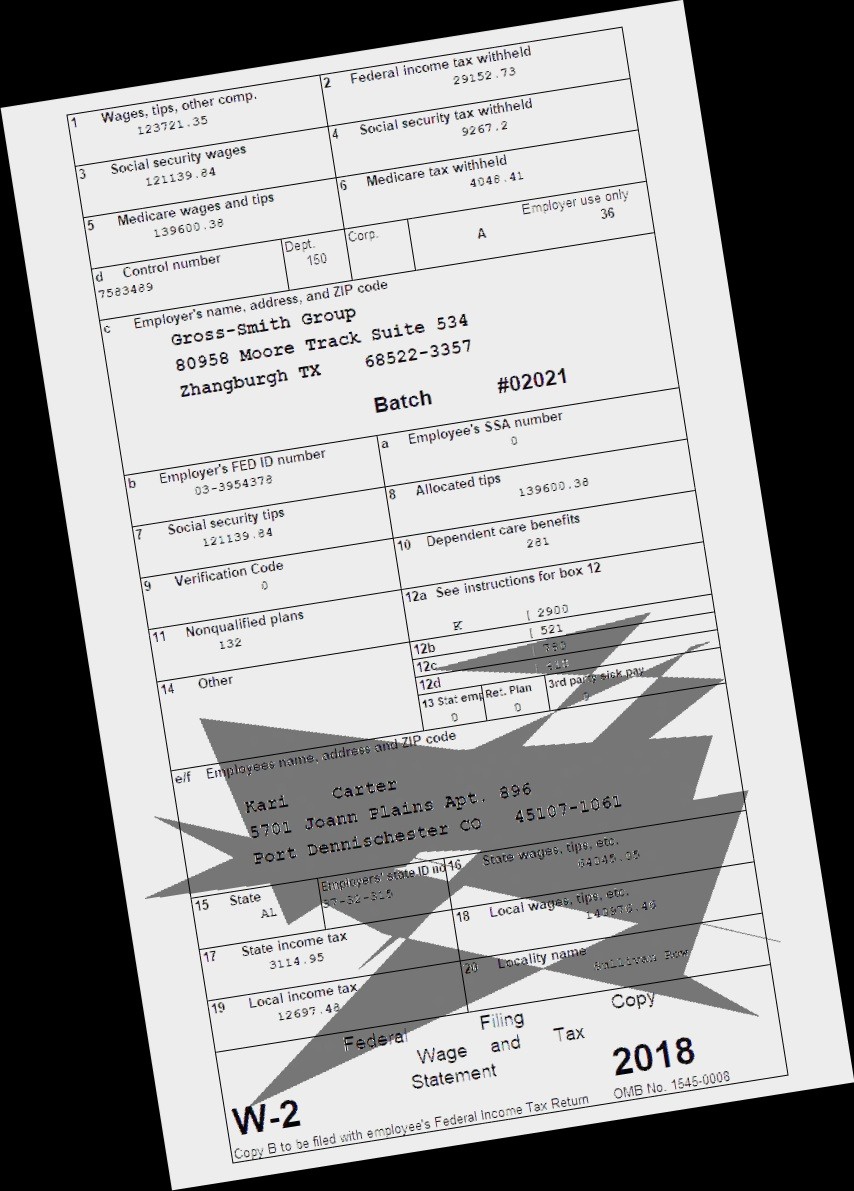 1 Wages, tips, other comp. 2 Federal income tax withheld
123721.35 29152.73
3 Social security wages 4 Social security tax withheld
121139.84 9267.2
5 Medicare wages and tips 6 Medicare tax withheld
139600.38 4048.41
d Control number Dept. Corp. Employer use only
7583489 150 A 36
c Employer's name, address, and ZIP code
Gross-Smith Group
80958 Moore Track Suite 534
Zhangburgh TX 68522-3357
Batch #02021
b Employer's FED ID number a Employee's SSA number
03-3954378 0
7 Social security tips 8 Allocated tips
121139.84 139600.38
9 Verification Code 10 Dependent care benefits
0 281
11 Nonqualified plans 12a See instructions for box 12
132 K | 2900
12b | 521
14 Other 12c
12d
13 Stat emp Ret. Plan 3rd party sick pay
0 0
e/f Employees name, address and ZIP code
Kari Carter
5701 Joann Plains Apt. 896
Port Dennischester CO 45107-1061
15 State Employers' state ID no 16 State wages, tips, etc.
AL
17 State income tax 18 Local wages, tips, etc.
3114.95
19 Local income tax 20 Locality name
12697.48 Sullivan Row
Federal Filing Copy
Wage and Tax
Statement 2018
W-2 OMB No. 1545-0008
Copy B to be filed with employee's Federal Income Tax Return